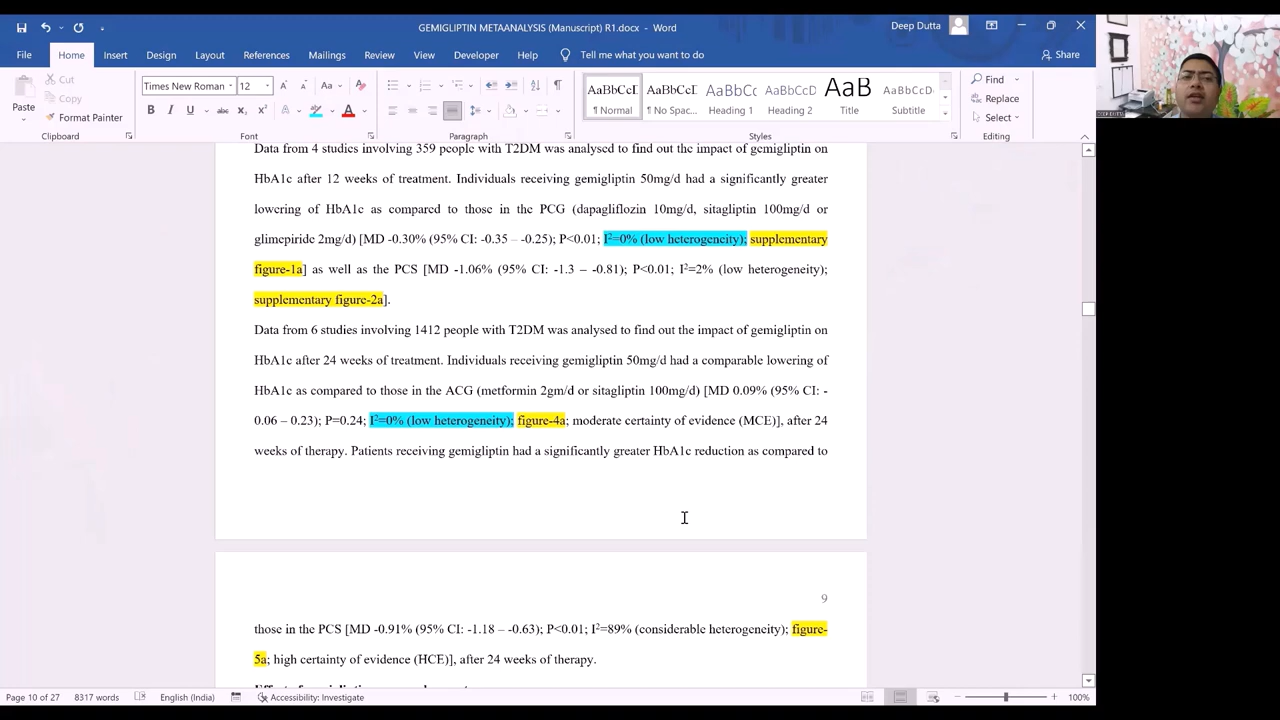 GEMIGLIPTIN METAANALYSIS (Manuscript) R1.docx - Word
Deep Dutta
File Home Insert Design Layout References Mailings Review View Developer Help Tell me what you want to do Share
Paste
Cut
Copy
Format Painter
Times New Roman 12
AaBbCcI AaBbCcI AaBbCc AaBbCc AaB AaBbCcD
¶ Normal ¶ No Spac... Heading 1 Heading 2 Title Subtitle
Find
Replace
Select
Clipboard Font Paragraph Styles Editing
Data from 4 studies involving 359 people with T2DM was analysed to find out the impact of gemigliptin on
HbA1c after 12 weeks of treatment. Individuals receiving gemigliptin 50mg/d had a significantly greater
lowering of HbA1c as compared to those in the PCG (dapagliflozin 10mg/d, sitagliptin 100mg/d or
glimepiride 2mg/d) [MD -0.30% (95% CI: -0.35 – -0.25); P<0.01; I²=0% (low heterogeneity); supplementary
figure-1a] as well as the PCS [MD -1.06% (95% CI: -1.3 – -0.81); P<0.01; I²=2% (low heterogeneity);
supplementary figure-2a].
Data from 6 studies involving 1412 people with T2DM was analysed to find out the impact of gemigliptin on
HbA1c after 24 weeks of treatment. Individuals receiving gemigliptin 50mg/d had a comparable lowering of
HbA1c as compared to those in the ACG (metformin 2gm/d or sitagliptin 100mg/d) [MD 0.09% (95% CI: -
0.06 – 0.23); P=0.24; I²=0% (low heterogeneity); figure-4a; moderate certainty of evidence (MCE)], after 24
weeks of therapy. Patients receiving gemigliptin had a significantly greater HbA1c reduction as compared to
9
those in the PCS [MD -0.91% (95% CI: -1.18 – -0.63); P<0.01; I²=89% (considerable heterogeneity); figure-
5a; high certainty of evidence (HCE)], after 24 weeks of therapy.
Page 10 of 27 8317 words English (India) Accessibility: Investigate 100%